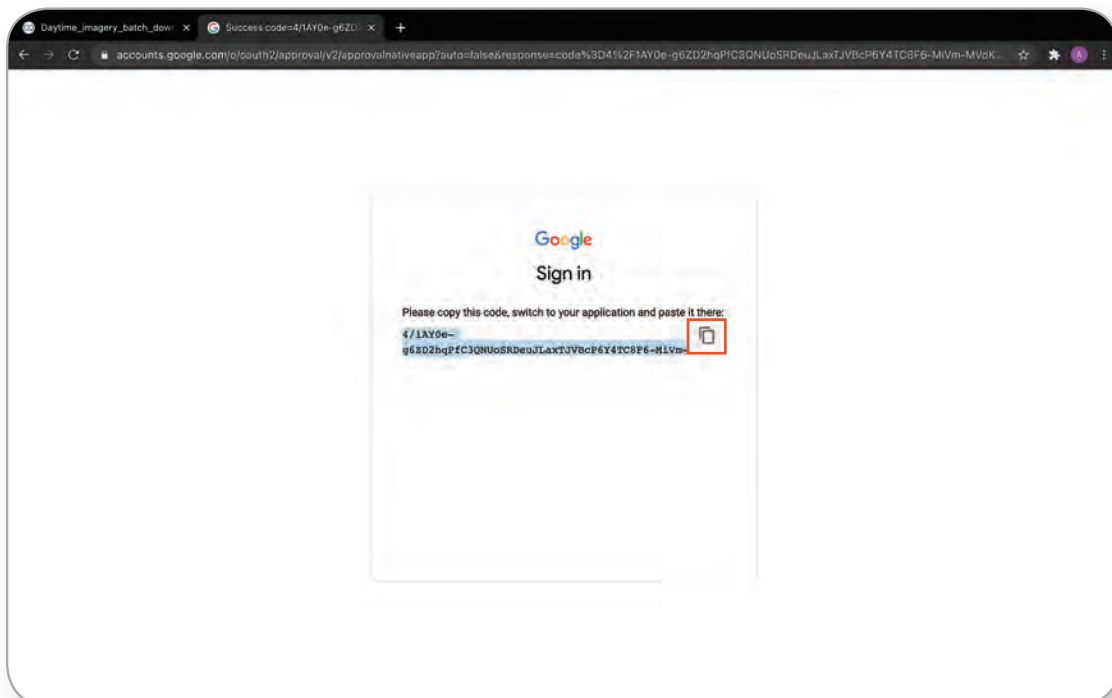 Daytime_imagery_batch_dow
Success code=4/1AY0e-g6ZD
accounts.google.com/o/oauth2/approval/v2/approvalnativeapp?auto=false&response=code%3D4%2F1AY0e-g6ZD2hqPfC3QNUoSRDeuJLaxTJVBcP6Y4TC8F6-MiVm-MVdK...
A
Google
Sign in
Please copy this code, switch to your application and paste it there:
4/1AY0e-
g6ZD2hqPfC3QNUoSRDeuJLaxTJVBcP6Y4TC8F6-MiVm-